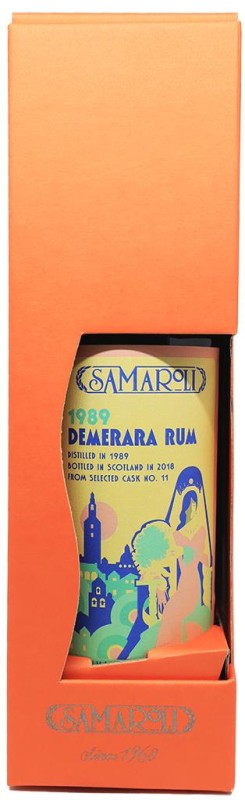 SAMAROLI
1989
DEMERARA RUM
DISTILLED IN 1989
BOTTLED IN SCOTLAND IN 2018
FROM SELECTED CASK NO. 11
SAMAROLI
since 1968